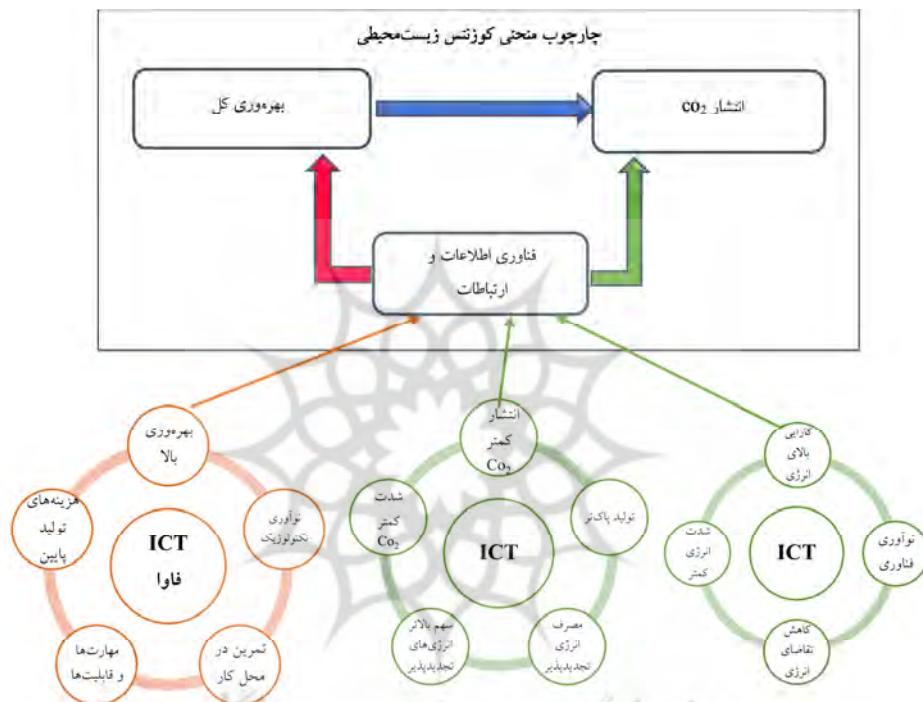 چارچوب منحنی کوزنتس زیست‌محیطی
انتشار co₂
بهره‌وری کل
فناوری اطلاعات و
ارتباطات
کارایی
بالای
انرژی
نوآوری
فناوری
کاهش
تقاضای
انرژی
شدت
انرژی
کمتر
ICT
انتشار
کمتر
Co₂
تولید پاک‌تر
مصرف
انرژی
تجدیدپذیر
سهم بالاتر
انرژی‌های
تجدیدپذیر
شدت
کمتر
Co₂
ICT
بهره‌وری
بالا
نوآوری
تکنولوژیک
تمرین در
محل کار
مهارت‌ها
و قابلیت‌ها
هزینه‌های
تولید
پایین
ICT
فاوا